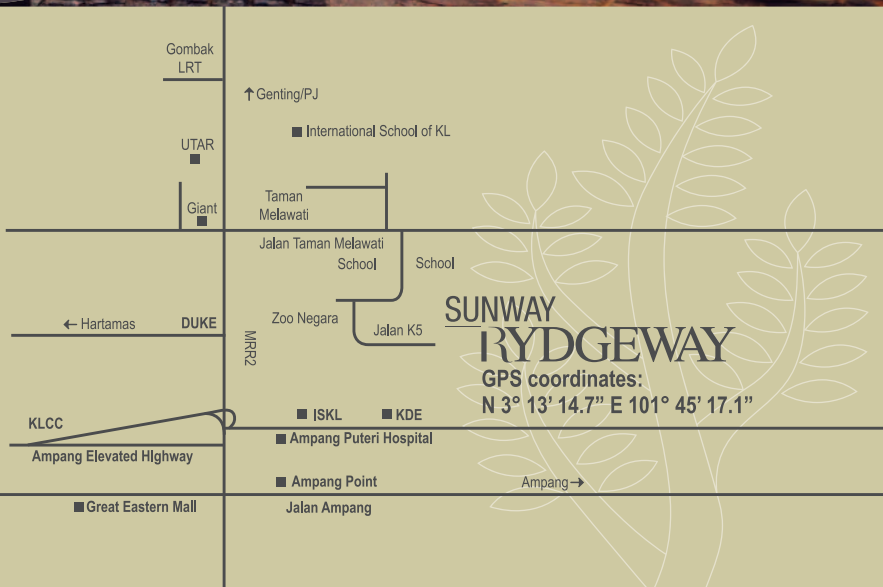 Gombak
LRT
↑ Genting/PJ
International School of KL
UTAR
Giant
Taman
Melawati
Jalan Taman Melawati
School
School
Zoo Negara
Jalan K5
← Hartamas
DUKE
MRR2
SUNWAY
RYDGEWAY
GPS coordinates:
N 3° 13’ 14.7” E 101° 45’ 17.1”
KLCC
ISKL
KDE
Ampang Puteri Hospital
Ampang Elevated HIghway
Ampang Point
Ampang→
Great Eastern Mall
Jalan Ampang